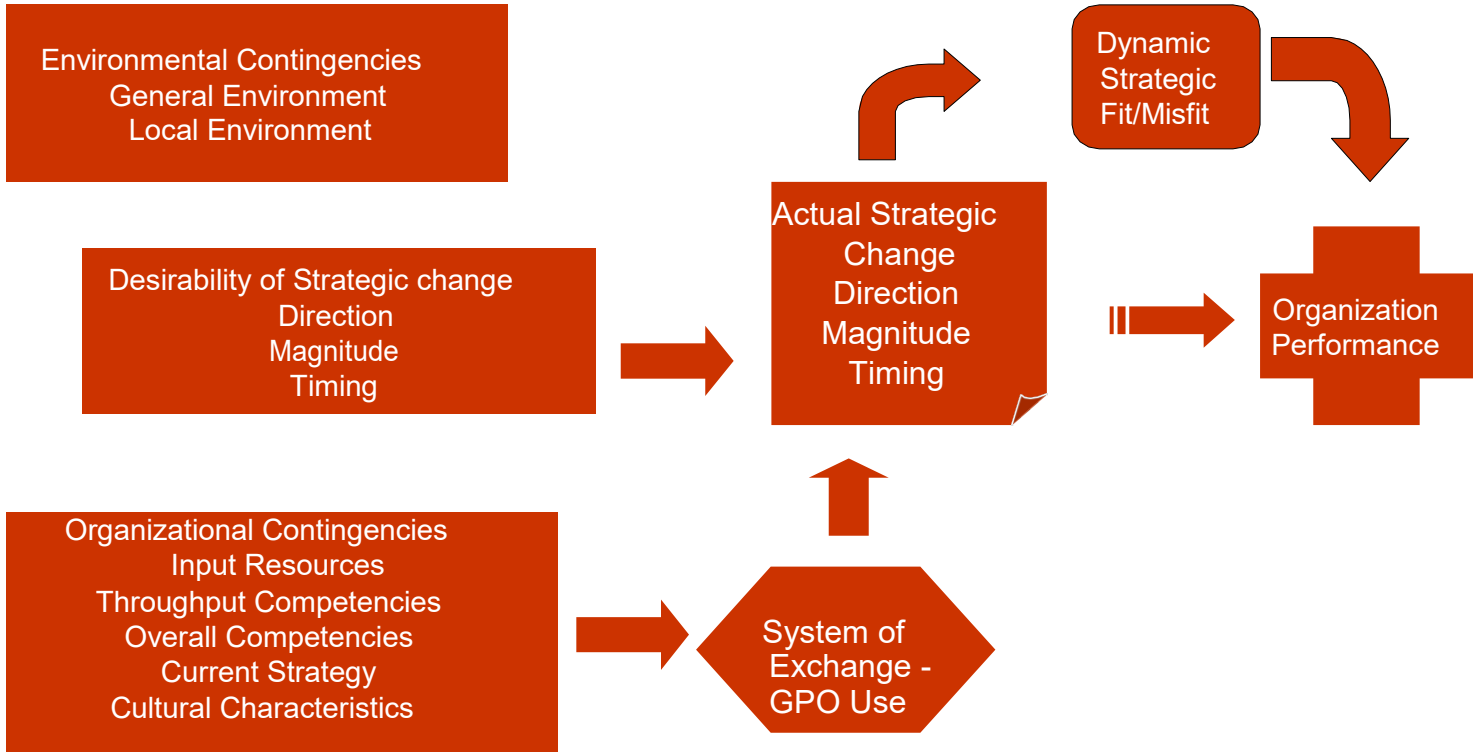 Environmental Contingencies
General Environment
Local Environment
Desirability of Strategic change
Direction
Magnitude
Timing
Organizational Contingencies
Input Resources
Throughput Competencies
Overall Competencies
Current Strategy
Cultural Characteristics
System of
Exchange -
GPO Use
Actual Strategic
Change
Direction
Magnitude
Timing
Dynamic
Strategic
Fit/Misfit
Organization
Performance